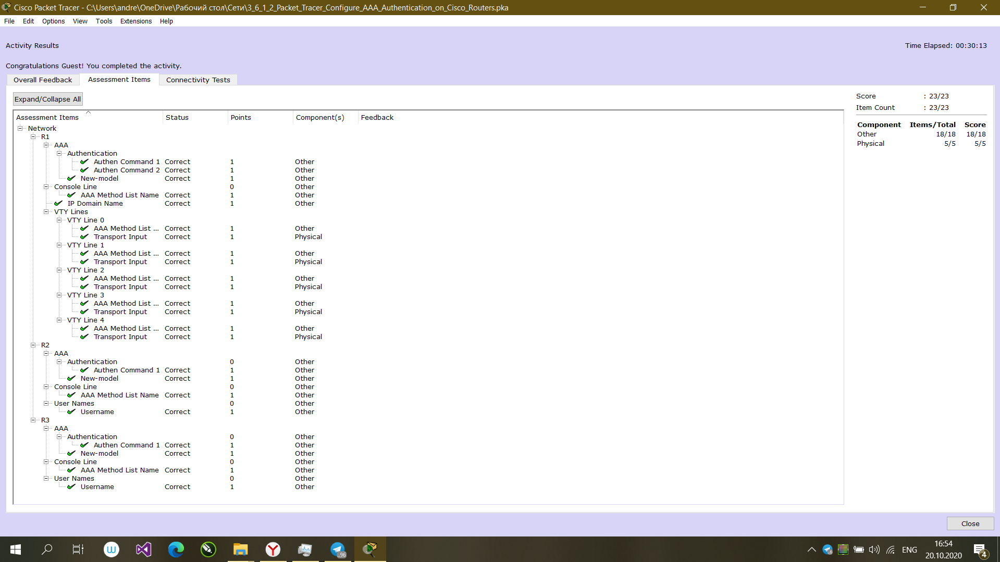 Cisco Packet Tracer - C:\Users\andre\OneDrive\Рабочий стол\Сети\3_6_1_2_Packet_Tracer_Configure_AAA_Authentication_on_Cisco_Routers.pka
File Edit Options View Tools Extensions Help
Activity Results
Time Elapsed: 00:30:13
Congratulations Guest! You completed the activity.
Overall Feedback Assessment Items Connectivity Tests
Expand/Collapse All
Assessment Items Status Points Component(s) Feedback
Network
R1
AAA
Authentication
Authen Command 1 Correct 1 Other
Authen Command 2 Correct 1 Other
New-model Correct 1 Other
Console Line 0 Other
AAA Method List Name Correct 1 Other
IP Domain Name Correct 1 Other
VTY Lines
VTY Line 0
AAA Method List ... Correct 1 Other
Transport Input Correct 1 Physical
VTY Line 1
AAA Method List ... Correct 1 Other
Transport Input Correct 1 Physical
VTY Line 2
AAA Method List ... Correct 1 Other
Transport Input Correct 1 Physical
VTY Line 3
AAA Method List ... Correct 1 Other
Transport Input Correct 1 Physical
VTY Line 4
AAA Method List ... Correct 1 Other
Transport Input Correct 1 Physical
R2
AAA
Authentication 0 Other
Authen Command 1 Correct 1 Other
New-model Correct 1 Other
Console Line 0 Other
AAA Method List Name Correct 1 Other
User Names 0 Other
Username Correct 1 Other
R3
AAA
Authentication 0 Other
Authen Command 1 Correct 1 Other
New-model Correct 1 Other
Console Line 0 Other
AAA Method List Name Correct 1 Other
User Names 0 Other
Username Correct 1 Other
Score : 23/23
Item Count : 23/23
Component Items/Total Score
Other 18/18 18/18
Physical 5/5 5/5
Close
ENG
16:54
20.10.2020
4